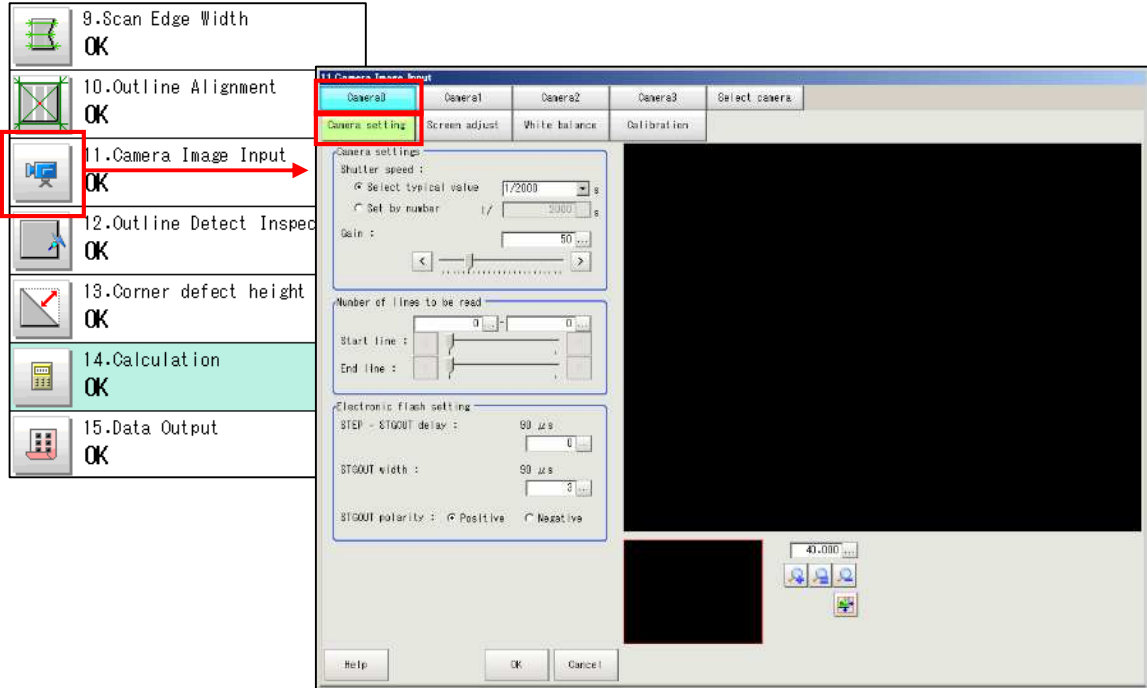 9.Scan Edge Width
OK
10.Outline Alignment
OK
11.Camera Image Input
OK
12.Outline Detect Inspec
OK
13.Corner defect height
OK
14.Calculation
OK
15.Data Output
OK
11.Camera Image Input
Camera0 Camera1 Camera2 Camera3 Select camera
Camera setting Screen adjust White balance Calibration
Camera settings
Shutter speed :
Select typical value 1/2000 s
Set by number 1/ s
Gain :
50 ...
< >
Number of lines to be read
0 ... - 0 ...
Start line :
End line :
Electronic flash setting
STEP - STGOUT delay : 90 μs
0 ...
STGOUT width : 90 μs
3 ...
STGOUT polarity : Positive Negative
40.000 ...
Help OK Cancel